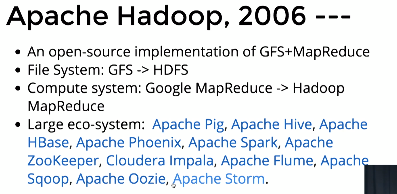 Apache Hadoop, 2006 ---
• An open-source implementation of GFS+MapReduce
• File System: GFS -> HDFS
• Compute system: Google MapReduce -> Hadoop
MapReduce
• Large eco-system: Apache Pig, Apache Hive, Apache
HBase, Apache Phoenix, Apache Spark, Apache
ZooKeeper, Cloudera Impala, Apache Flume, Apache
Sqoop, Apache Oozie, Apache Storm.